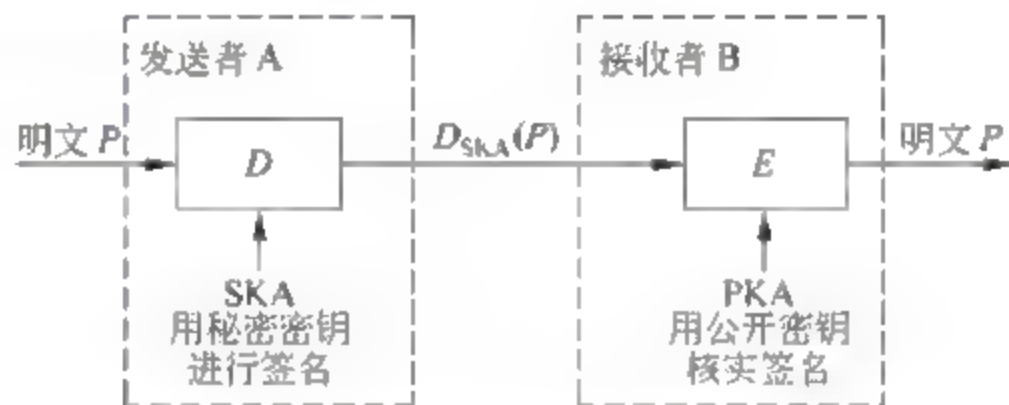 发送者 A
接收者 B
明文 P
D
D_SKA(P)
E
明文 P
SKA
用秘密密钥
进行签名
PKA
用公开密钥
核实签名